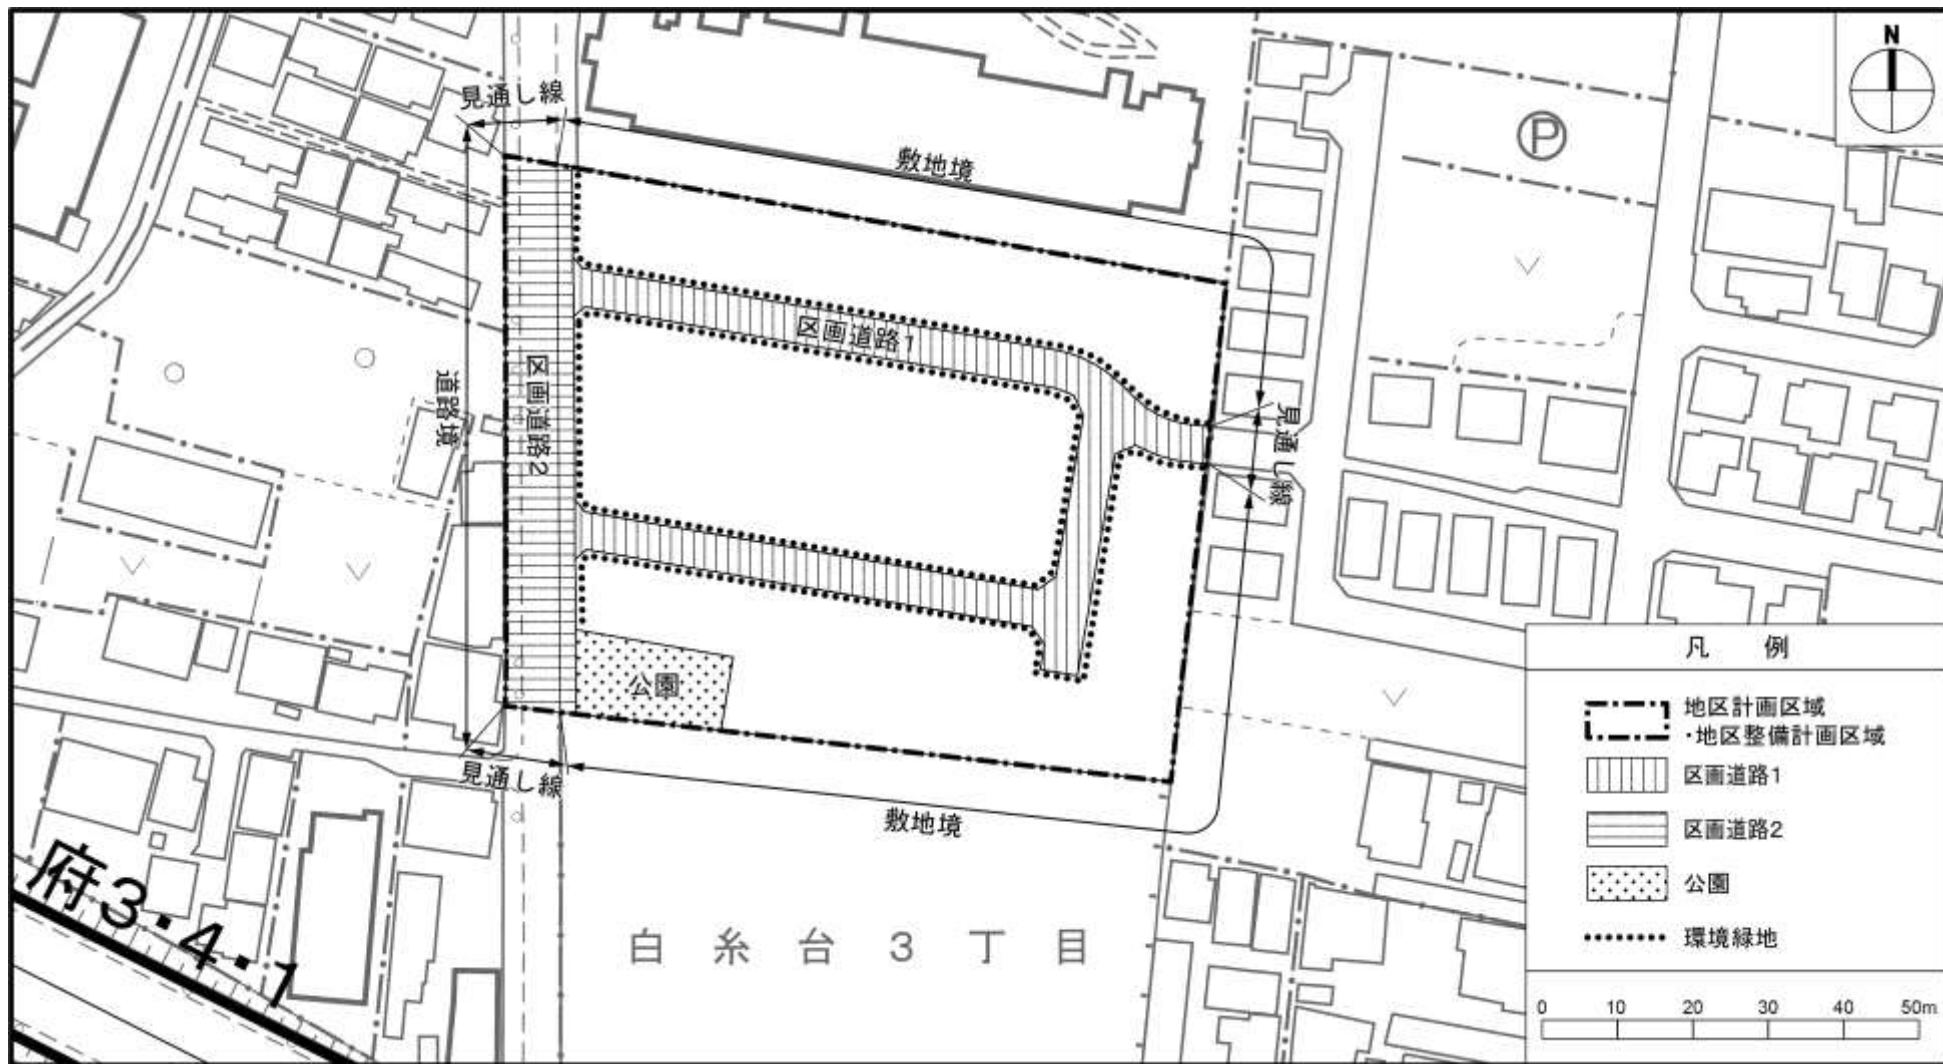 N
見通し線
敷地境
P
区画道路1
区画道路2
道路境
見通し線
公園
見通し線
敷地境
府3・4・1
白糸台3丁目
凡 例
地区計画区域
・地区整備計画区域
区画道路1
区画道路2
公園
環境緑地
0 10 20 30 40 50m